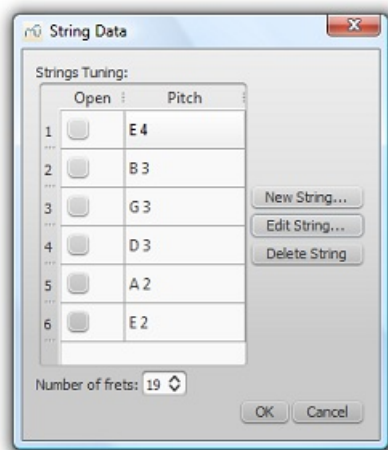 String Data
Strings Tuning:
Open Pitch
1 E 4
2 B 3
3 G 3
4 D 3
5 A 2
6 E 2
New String...
Edit String...
Delete String
Number of frets: 19
OK Cancel